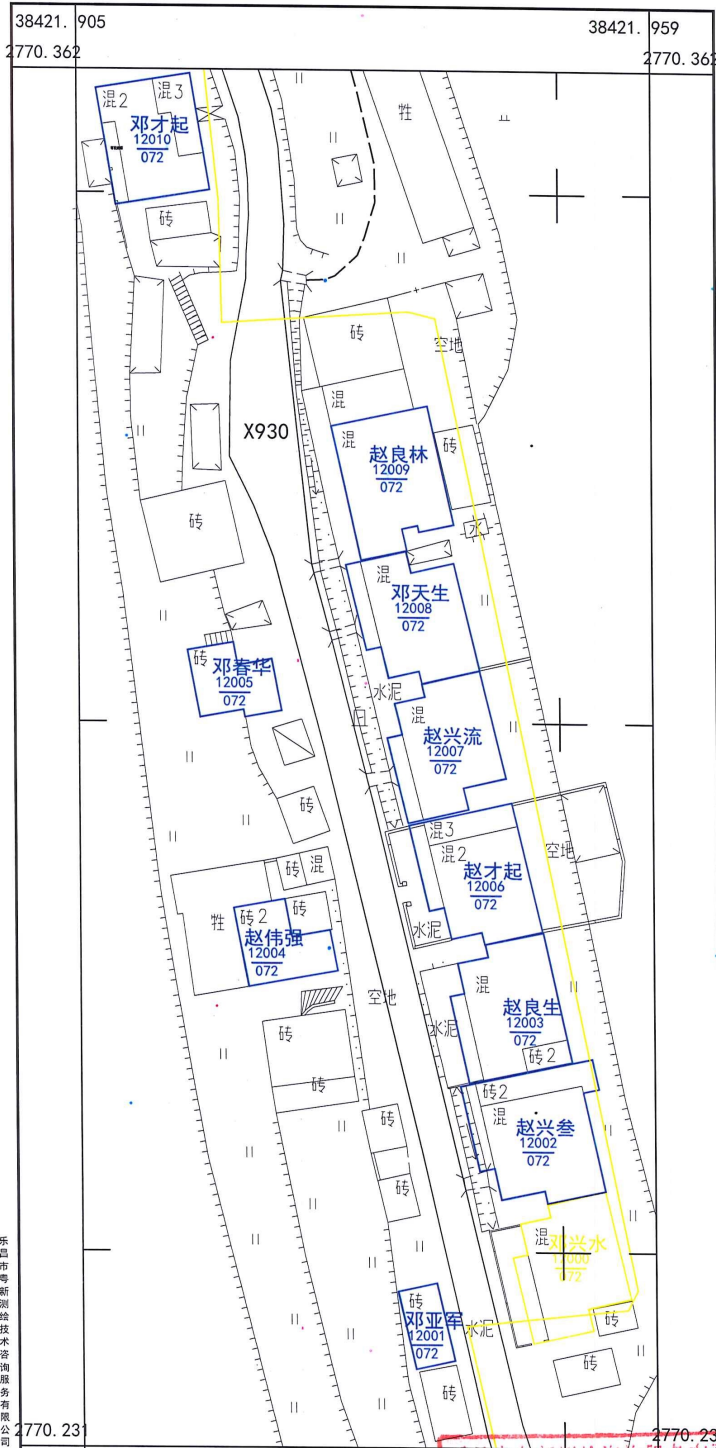 38421. 905
38421. 959
2770. 362
2770. 362
混2
混3
邓才起
12010
072
牲
砖
砖
空地
混
混
X930
赵良林
12009
072
砖
砖
水
混
邓天生
12008
072
砖
邓春华
12005
072
水泥
混
赵兴流
12007
072
砖
混3
混2
空地
赵才起
12006
072
砖
混
牲
砖2
砖
水泥
赵伟强
12004
072
混
空地
赵良生
12003
072
砖
水泥
砖2
砖
砖2
混
砖
赵兴叁
12002
072
砖
混
邓兴水
12000
072
砖
邓亚军
12001
072
水泥
砖
砖
砖
乐昌市粤新测绘技术咨询服务有限公司
2770. 231
2770. 23